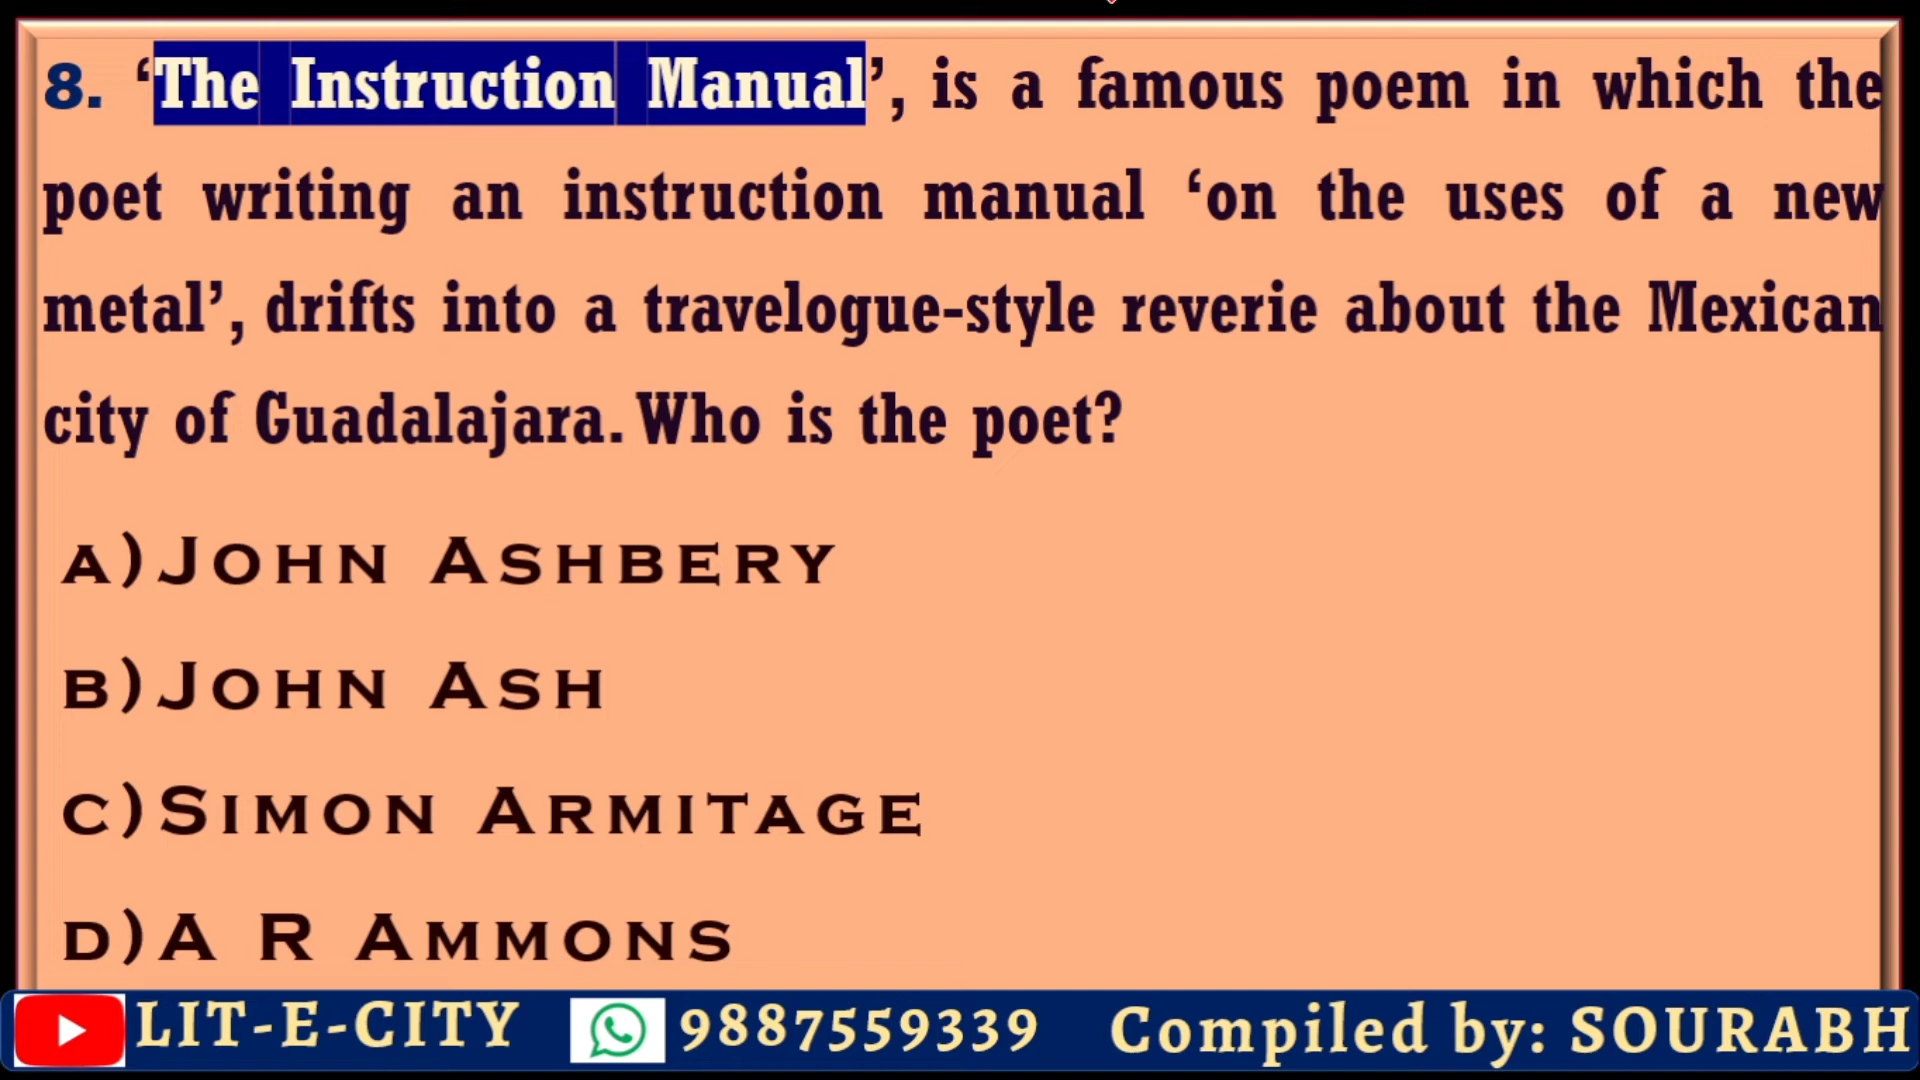 8. ‘The Instruction Manual’, is a famous poem in which the
poet writing an instruction manual ‘on the uses of a new
metal’, drifts into a travelogue-style reverie about the Mexican
city of Guadalajara. Who is the poet?
A) JOHN ASHBERY
B) JOHN ASH
C) SIMON ARMITAGE
D) A R AMMONS
LIT-E-CITY 9887559339 Compiled by: SOURABH